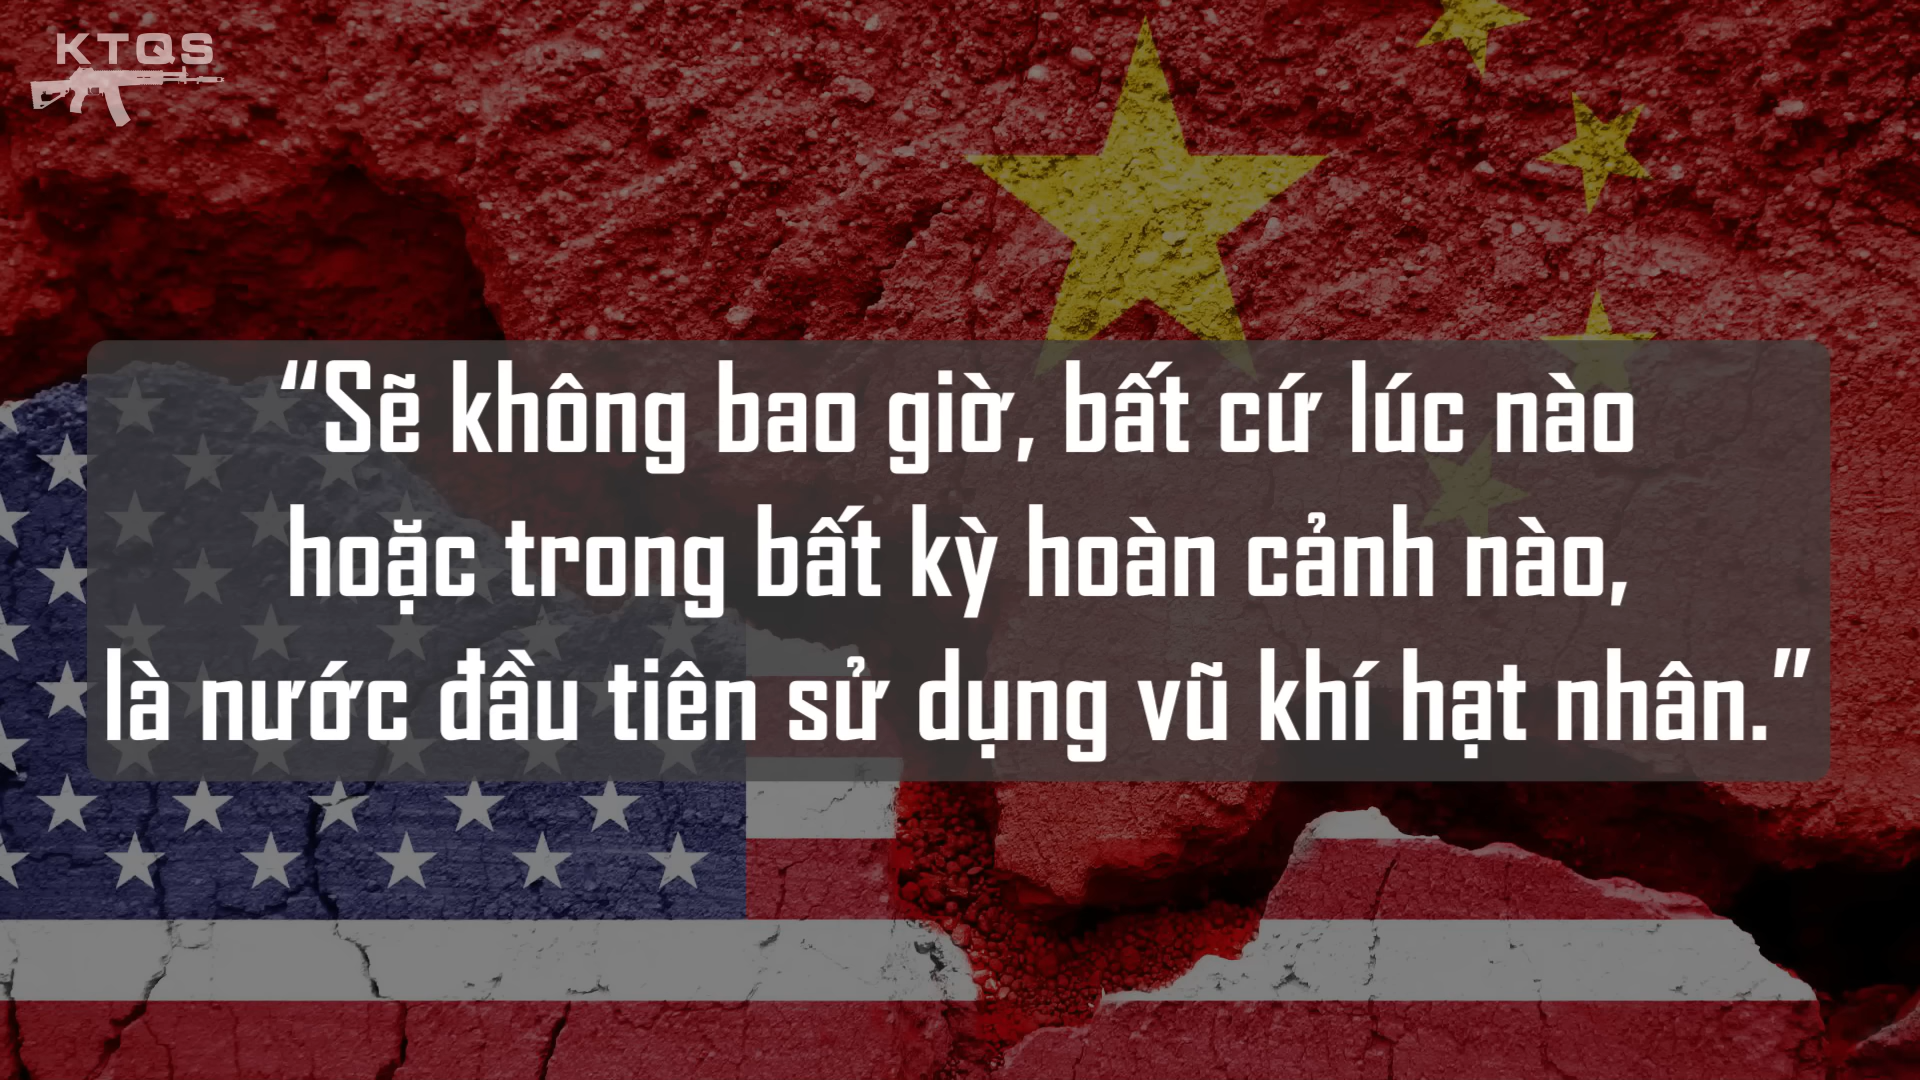 KTQS
“Sẽ không bao giờ, bất cứ lúc nào
hoặc trong bất kỳ hoàn cảnh nào,
là nước đầu tiên sử dụng vũ khí hạt nhân.”